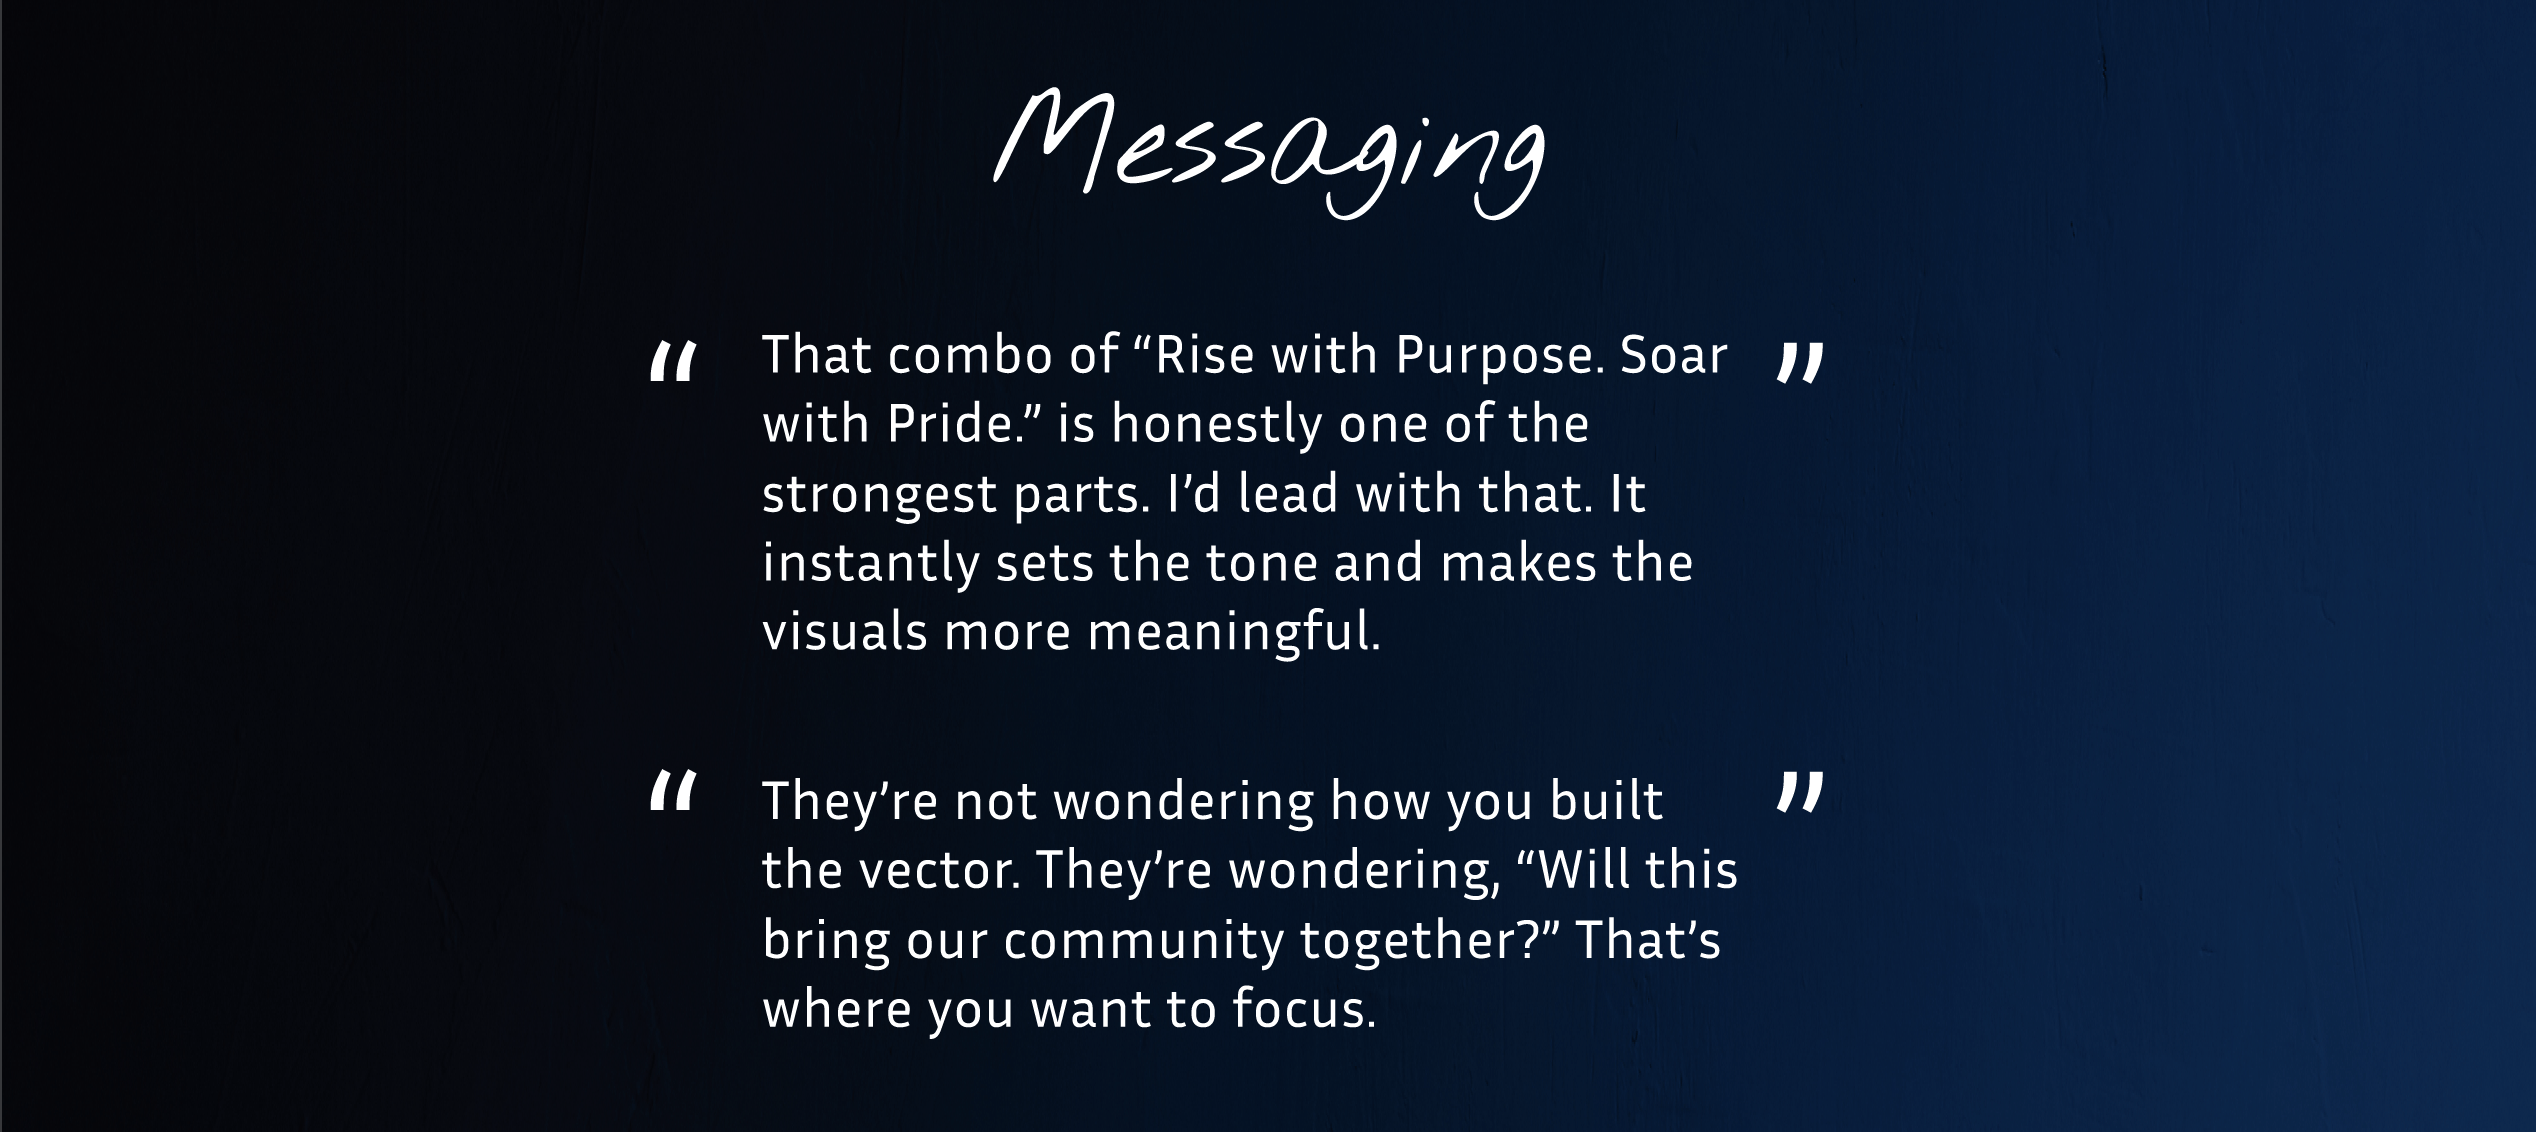 Messaging
“ That combo of “Rise with Purpose. Soar ”
with Pride.” is honestly one of the
strongest parts. I’d lead with that. It
instantly sets the tone and makes the
visuals more meaningful.
“ They’re not wondering how you built ”
the vector. They’re wondering, “Will this
bring our community together?” That’s
where you want to focus.